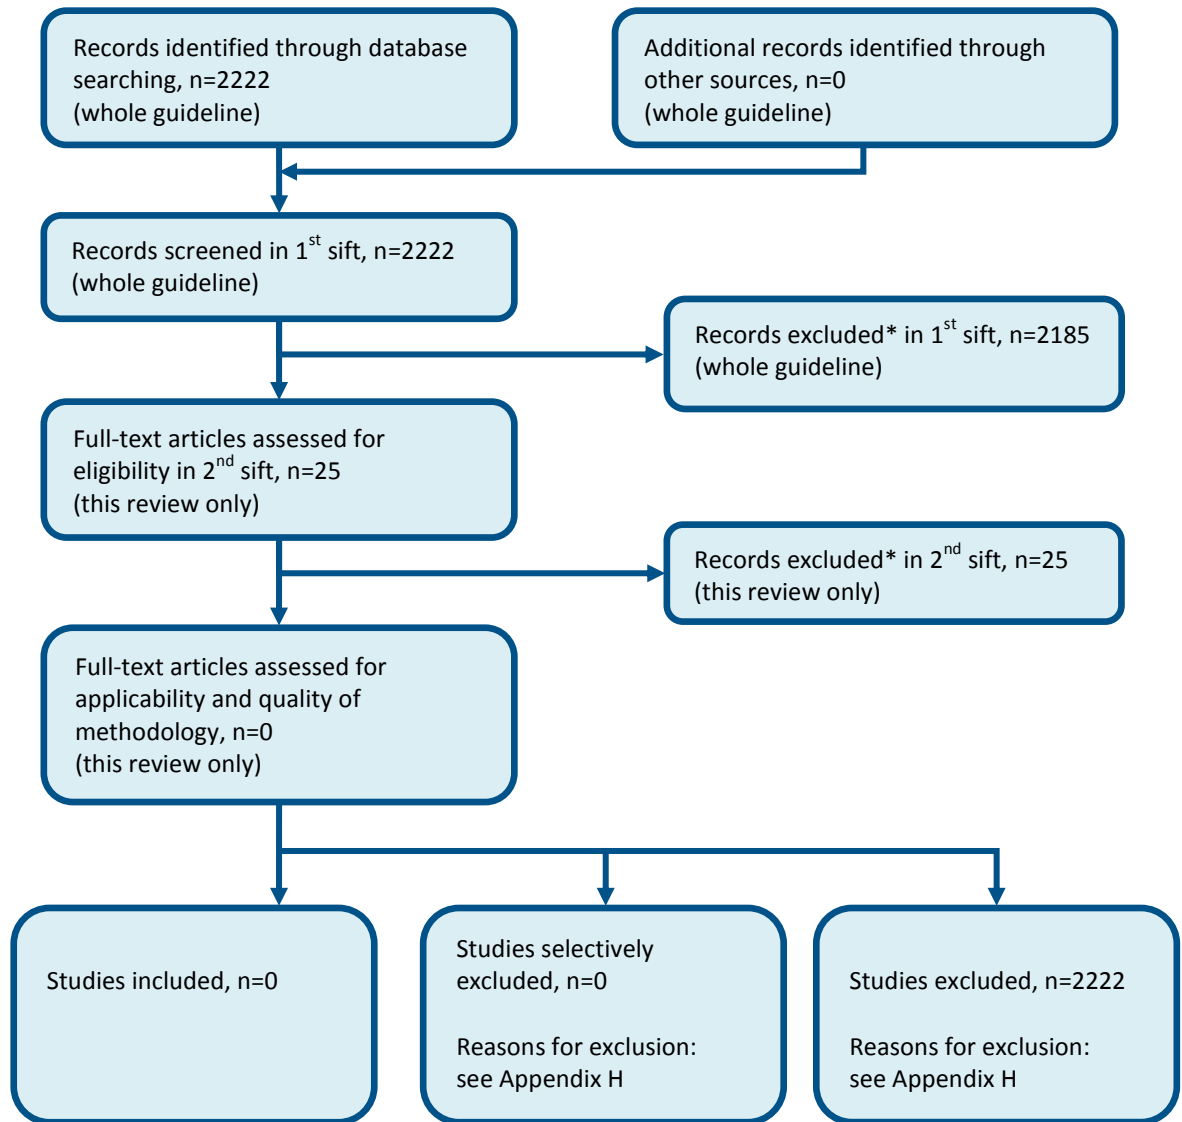 Records identified through database
searching, n=2222
(whole guideline)
Additional records identified through
other sources, n=0
(whole guideline)
Records screened in 1st sift, n=2222
(whole guideline)
Records excluded* in 1st sift, n=2185
(whole guideline)
Full-text articles assessed for
eligibility in 2nd sift, n=25
(this review only)
Records excluded* in 2nd sift, n=25
(this review only)
Full-text articles assessed for
applicability and quality of
methodology, n=0
(this review only)
Studies included, n=0
Studies selectively
excluded, n=0
Reasons for exclusion:
see Appendix H
Studies excluded, n=2222
Reasons for exclusion:
see Appendix H